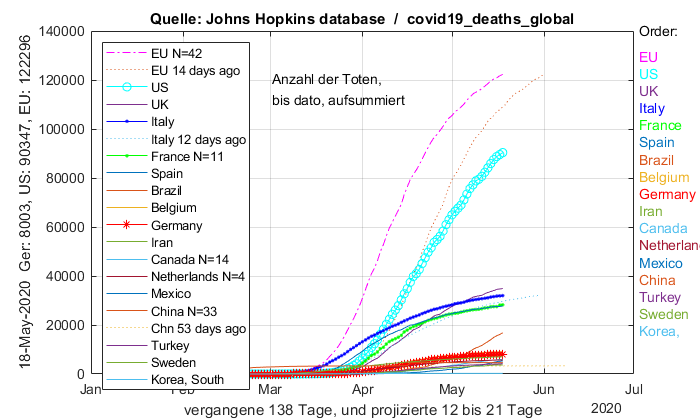 Quelle: Johns Hopkins database / covid19_deaths_global
Order:
18-May-2020 Ger: 8003, US: 90347, EU: 122296
140000
120000
100000
80000
60000
40000
20000
0
EU N=42
EU 14 days ago
US
UK
Italy
Italy 12 days ago
France N=11
Spain
Brazil
Belgium
Germany
Iran
Canada N=14
Netherlands N=4
Mexico
China N=33
Chn 53 days ago
Turkey
Sweden
Korea, South
Anzahl der Toten,
bis dato, aufsummiert
EU
US
UK
Italy
France
Spain
Brazil
Belgium
Germany
Iran
Canada
Netherlan
Mexico
China
Turkey
Sweden
Korea,
Jan Feb Mar Apr May Jun Jul
vergangene 138 Tage, und projizierte 12 bis 21 Tage
2020